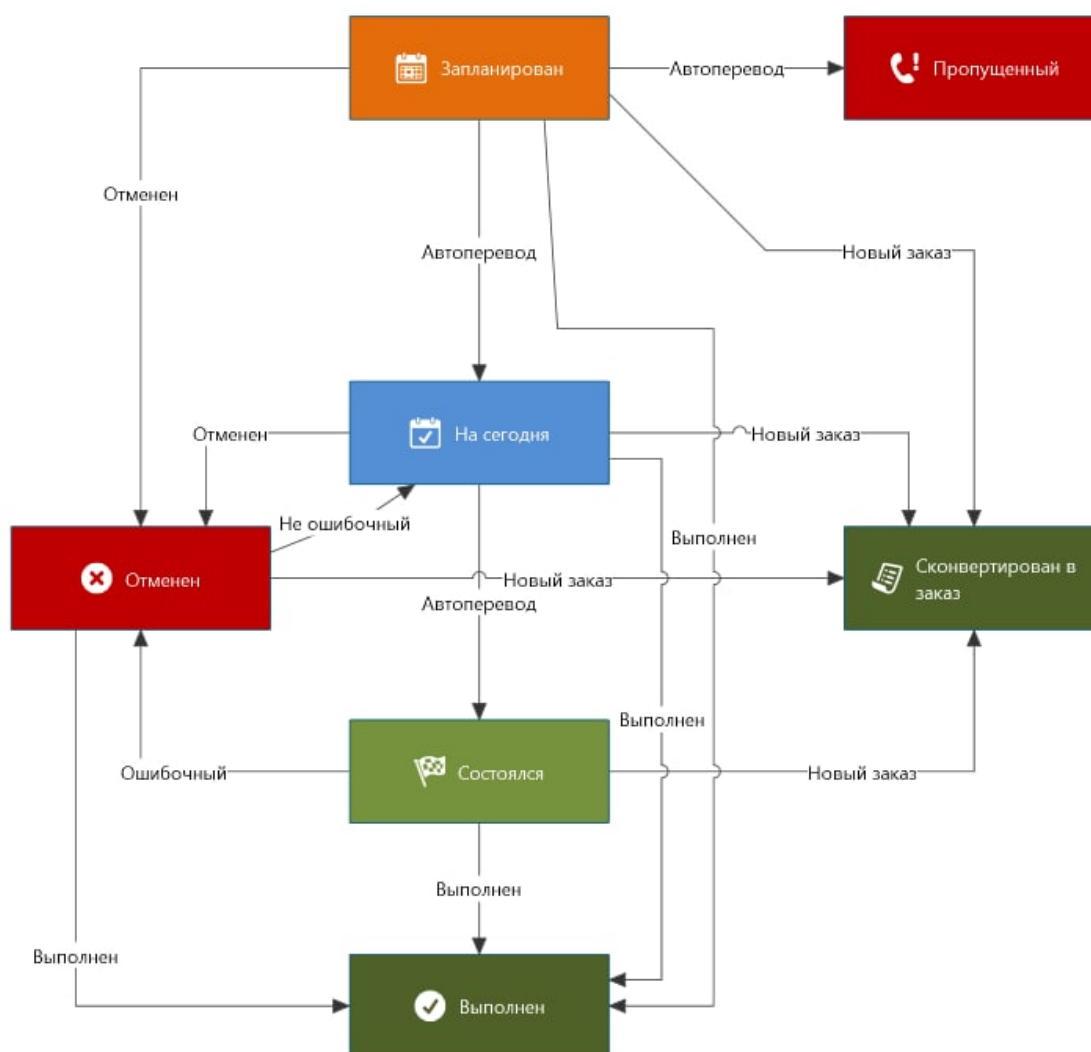 Запланирован
Автоперевод
Пропущенный
Отменен
Автоперевод
Новый заказ
Отменен
На сегодня
Новый заказ
Не ошибочный
Выполнен
Отменен
Новый заказ
Сконвертирован в
заказ
Автоперевод
Выполнен
Ошибочный
Состоялся
Новый заказ
Выполнен
Выполнен
Выполнен